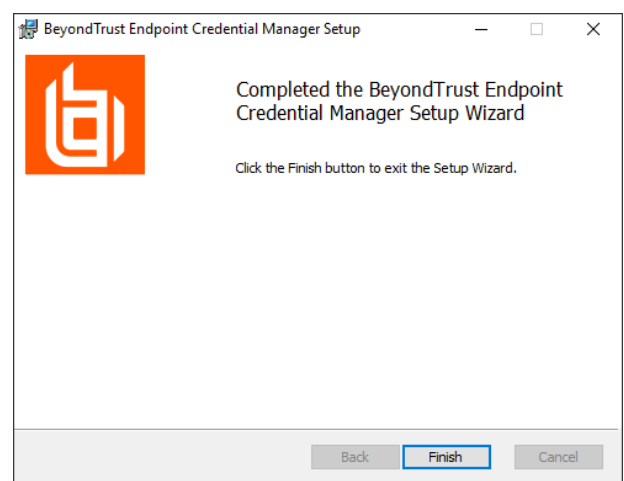 BeyondTrust Endpoint Credential Manager Setup
Completed the BeyondTrust Endpoint
Credential Manager Setup Wizard
Click the Finish button to exit the Setup Wizard.
Back
Finish
Cancel